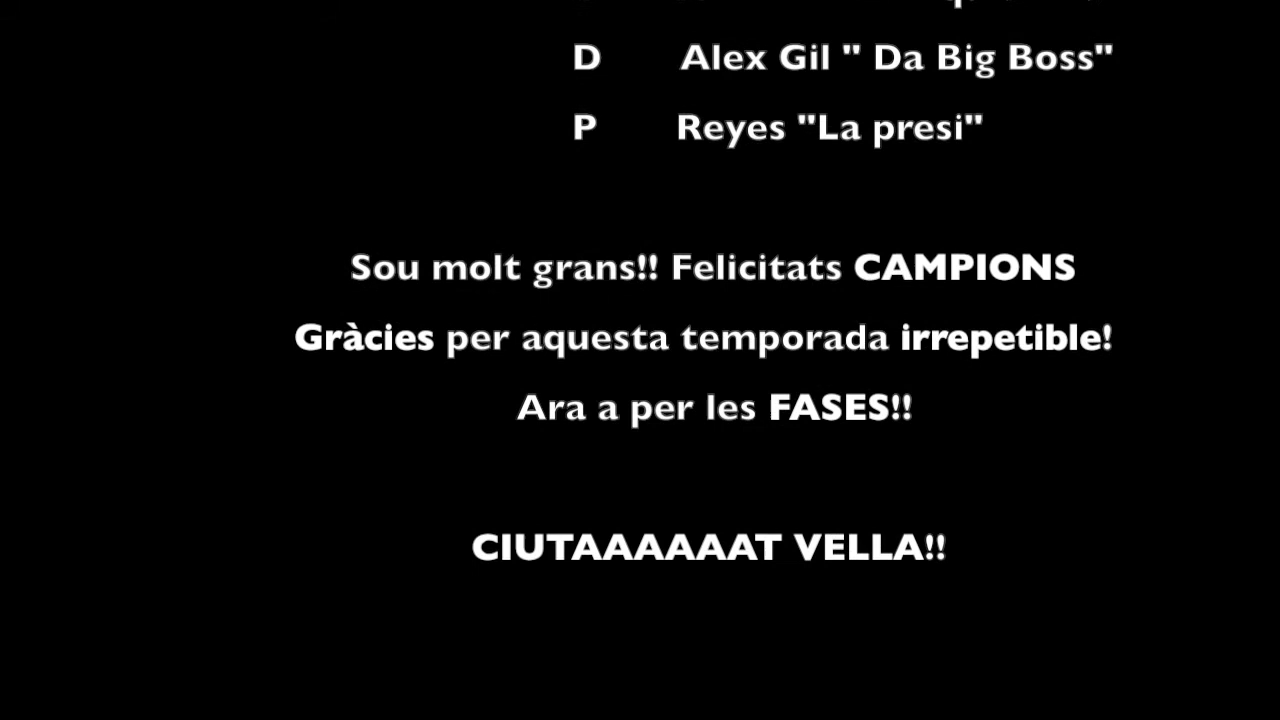 D Alex Gil " Da Big Boss"
P Reyes "La presi"
Sou molt grans!! Felicitats CAMPIONS
Gràcies per aquesta temporada irrepetible!
Ara a per les FASES!!
CIUTAAAAAAT VELLA!!